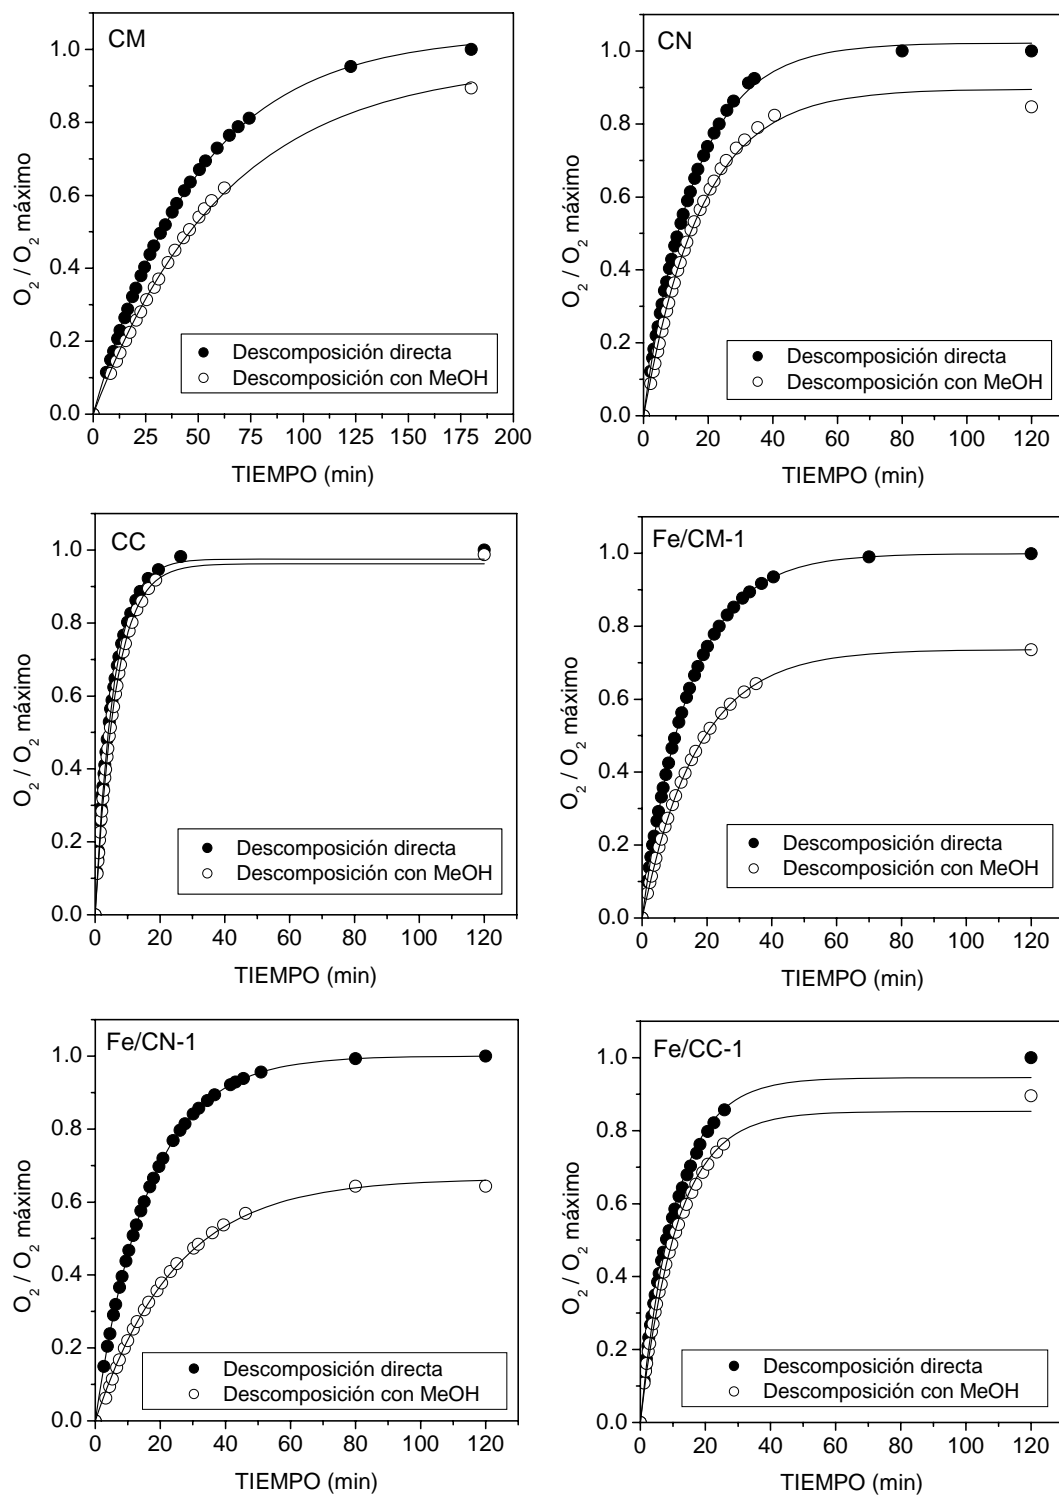 CM
O2 / O2 máximo
1.0
0.8
0.6
0.4
0.2
0.0
Descomposición directa
Descomposición con MeOH
0 25 50 75 100 125 150 175 200
TIEMPO (min)
CN
O2 / O2 máximo
1.0
0.8
0.6
0.4
0.2
0.0
Descomposición directa
Descomposición con MeOH
0 20 40 60 80 100 120
TIEMPO (min)
CC
O2 / O2 máximo
1.0
0.8
0.6
0.4
0.2
0.0
Descomposición directa
Descomposición con MeOH
0 20 40 60 80 100 120
TIEMPO (min)
Fe/CM-1
O2 / O2 máximo
1.0
0.8
0.6
0.4
0.2
0.0
Descomposición directa
Descomposición con MeOH
0 20 40 60 80 100 120
TIEMPO (min)
Fe/CN-1
O2 / O2 máximo
1.0
0.8
0.6
0.4
0.2
0.0
Descomposición directa
Descomposición con MeOH
0 20 40 60 80 100 120
TIEMPO (min)
Fe/CC-1
O2 / O2 máximo
1.0
0.8
0.6
0.4
0.2
0.0
Descomposición directa
Descomposición con MeOH
0 20 40 60 80 100 120
TIEMPO (min)